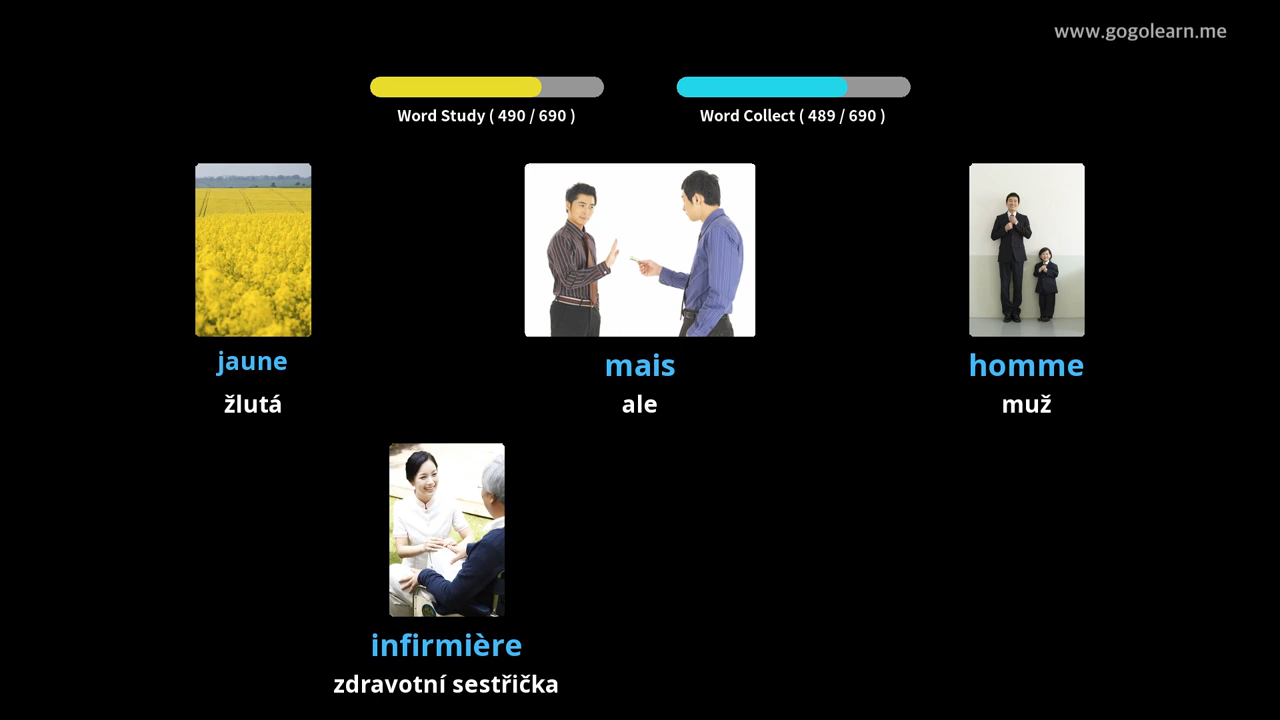 www.gogolearn.me
Word Study ( 490 / 690 )
Word Collect ( 489 / 690 )
jaune
žlutá
mais
ale
homme
muž
infirmière
zdravotní sestřička